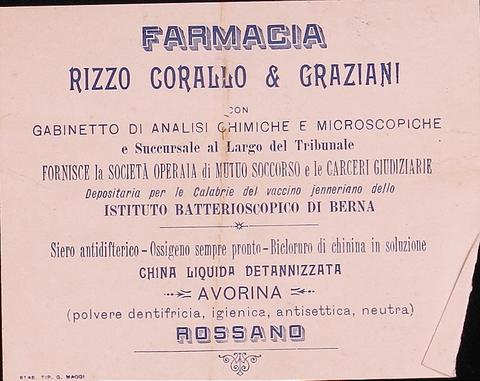 FARMACIA
RIZZO CORALLO & GRAZIANI
CON
GABINETTO DI ANALISI CHIMICHE E MICROSCOPICHE
e Succursale al Largo del Tribunale
FORNISCE la SOCIETÀ OPERAIA di MUTUO SOCCORSO e le CARCERI GIUDIZIARIE
Depositaria per le Calabrie del vaccino jenneriano dello
ISTITUTO BATTERIOSCOPICO DI BERNA
Siero antidifterico – Ossigeno sempre pronto – Bicloruro di chinina in soluzione
CHINA LIQUIDA DETANNIZZATA
AVORINA
(polvere dentifricia, igienica, antisettica, neutra)
ROSSANO
STAB. TIP. G. MAGGI